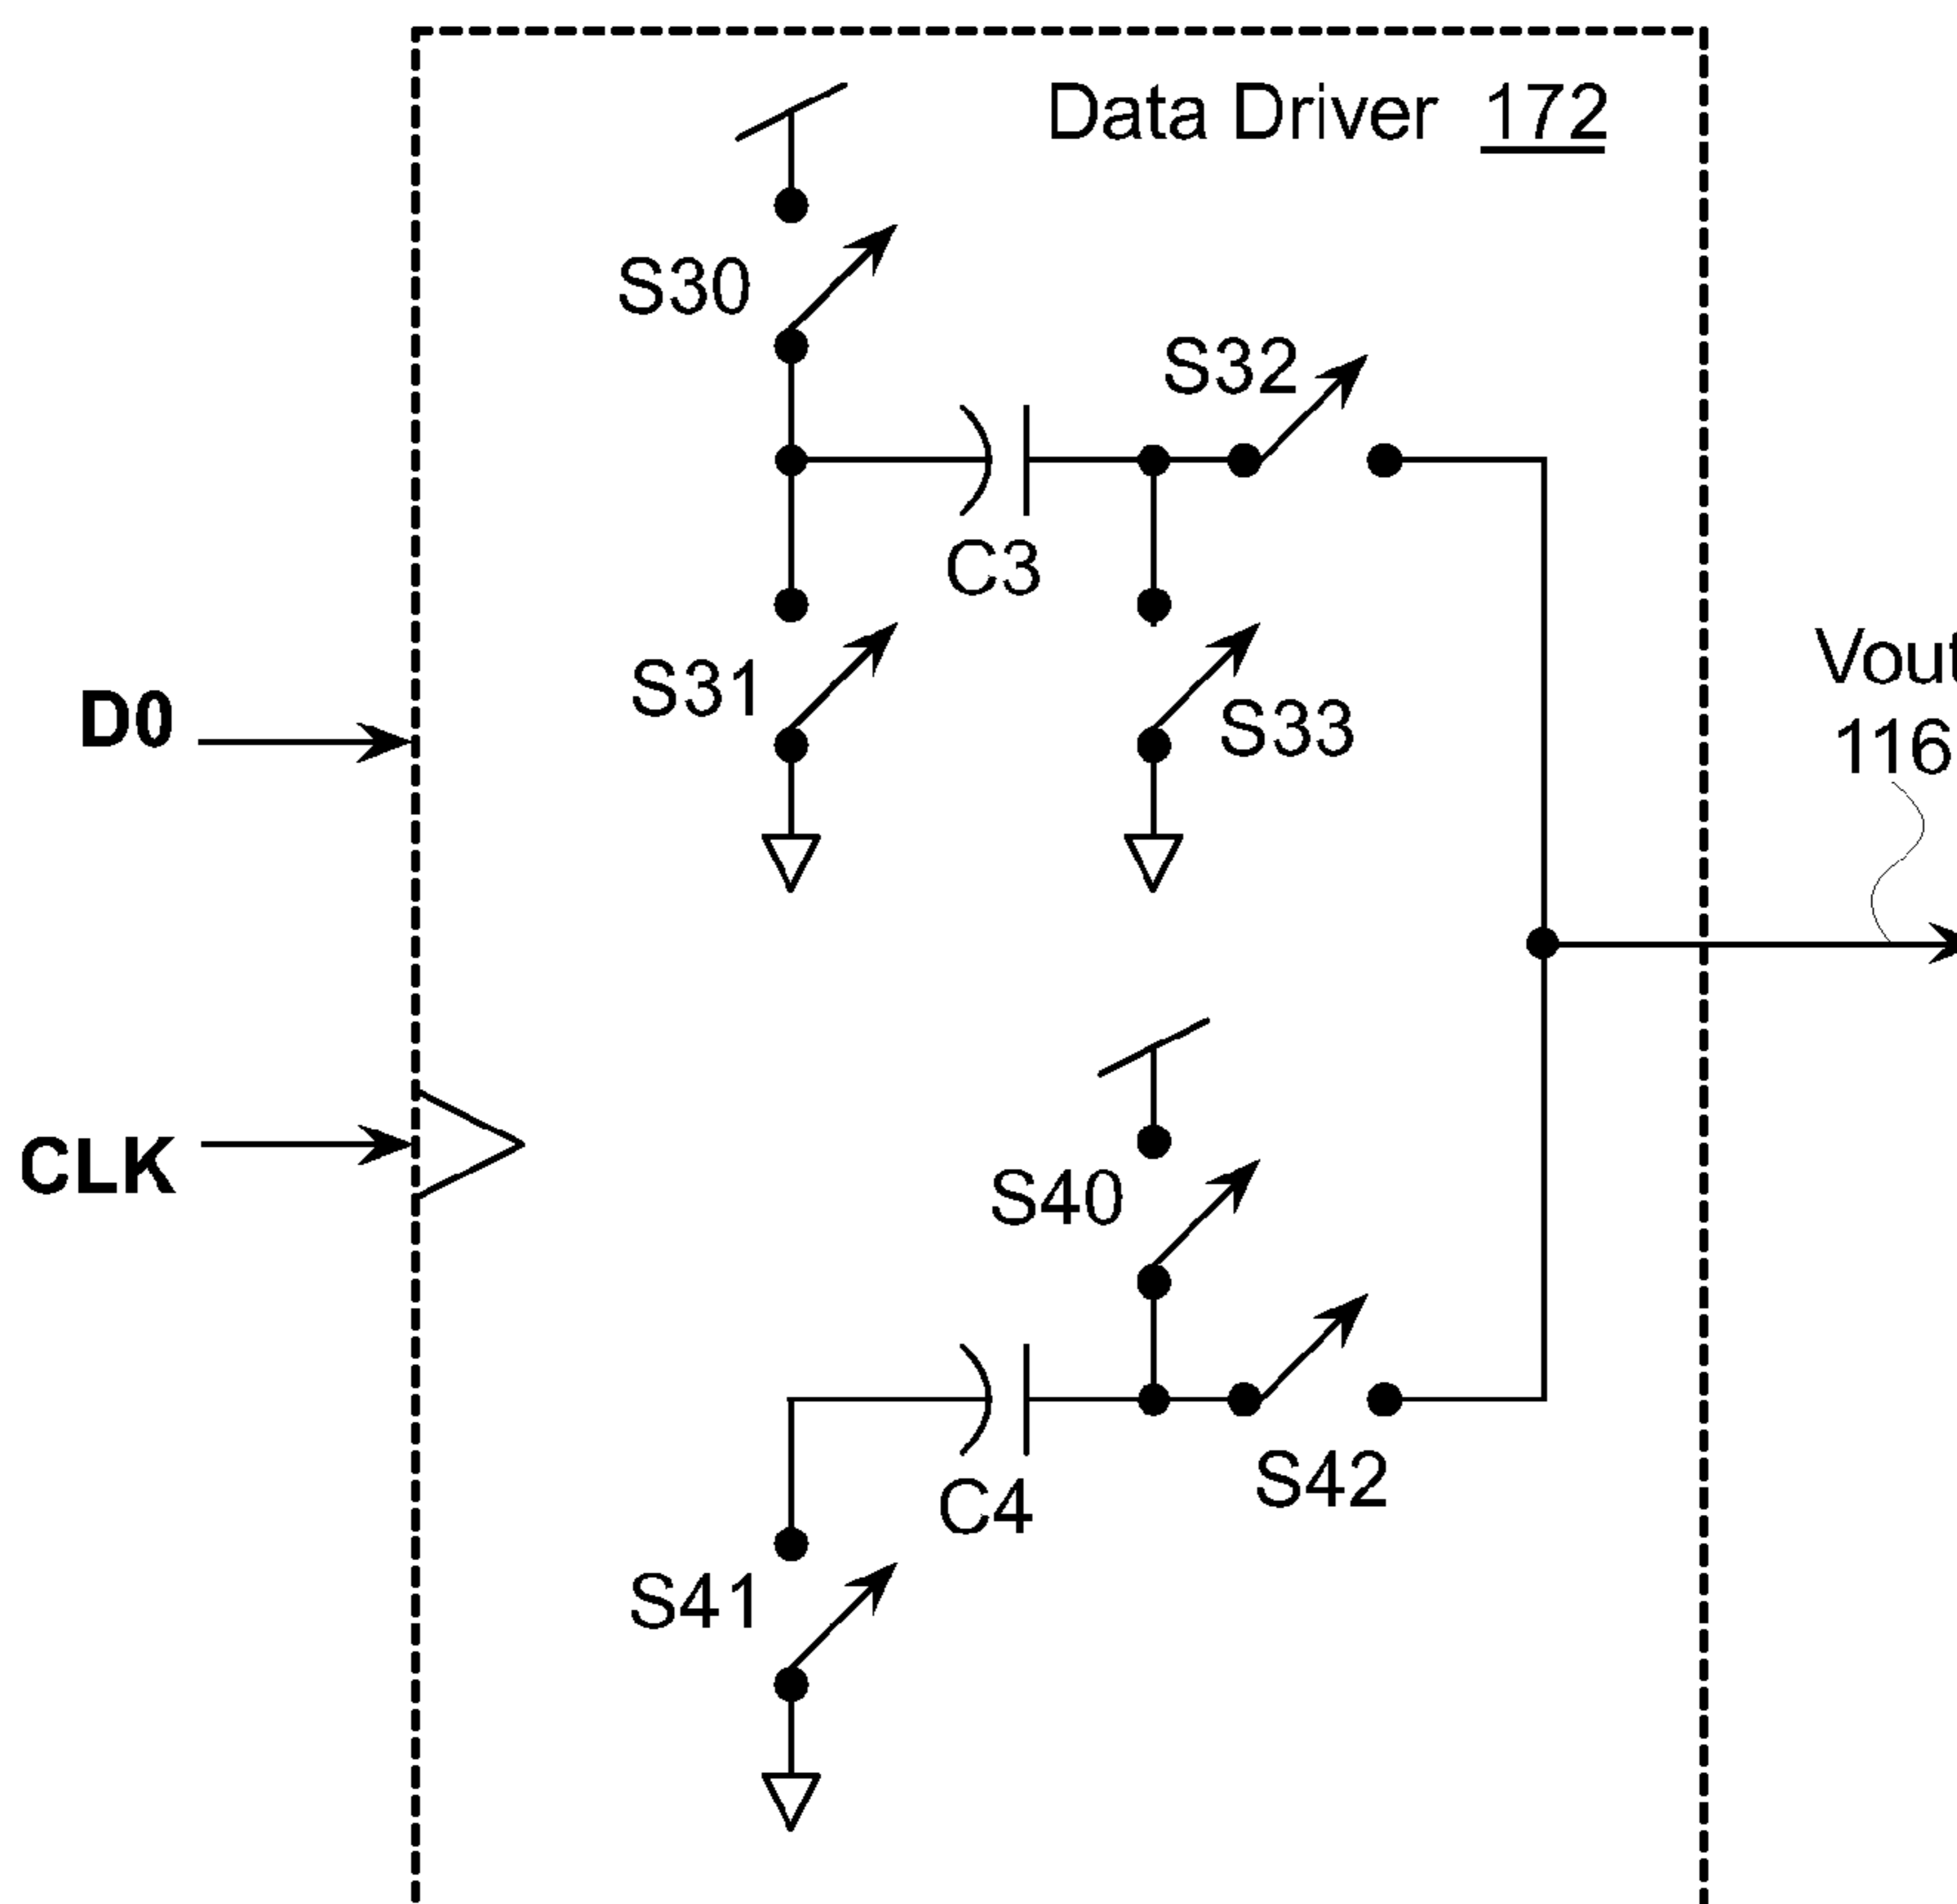 Data Driver 172
S30
S32
C3
S31
S33
D0
Vout
116
CLK
S40
S42
C4
S41